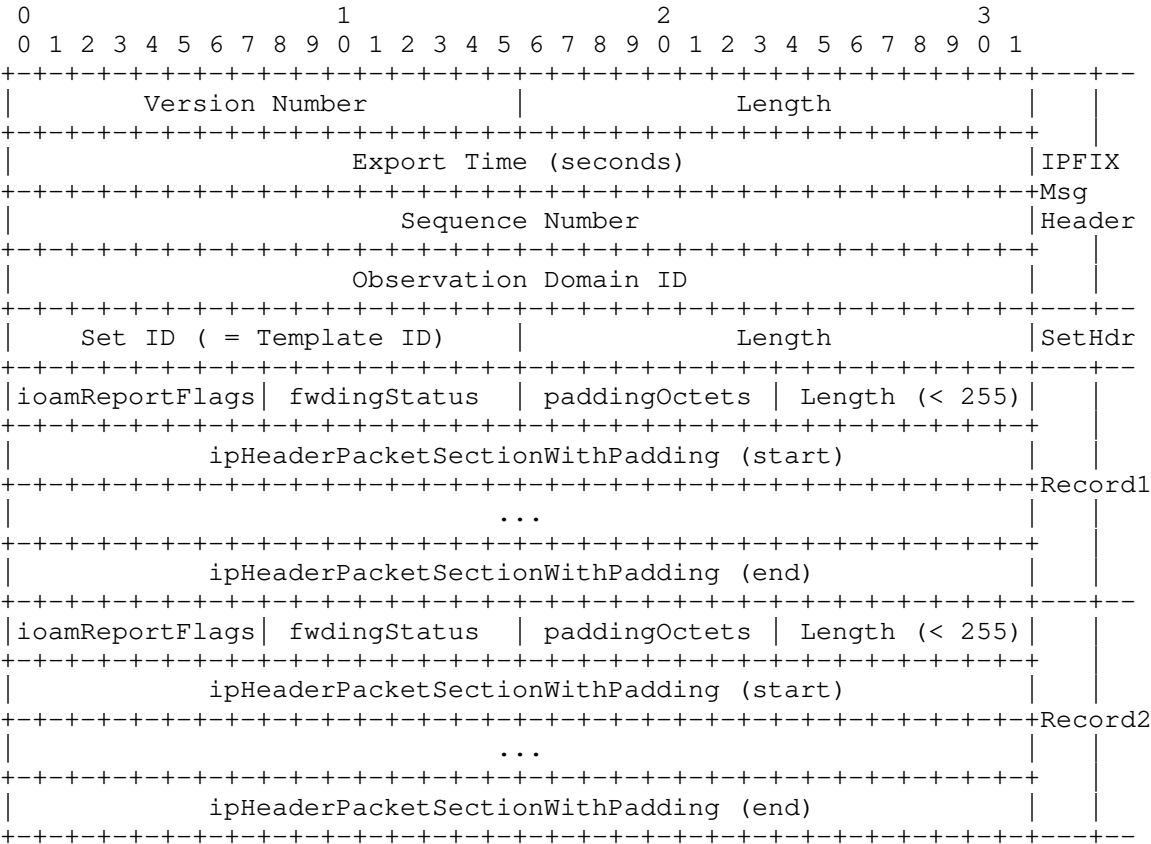 0                   1                   2                   3
 0 1 2 3 4 5 6 7 8 9 0 1 2 3 4 5 6 7 8 9 0 1 2 3 4 5 6 7 8 9 0 1
+-+-+-+-+-+-+-+-+-+-+-+-+-+-+-+-+-+-+-+-+-+-+-+-+-+-+-+-+-+-+-+-+---+--
|        Version Number         |             Length            |   |
+-+-+-+-+-+-+-+-+-+-+-+-+-+-+-+-+-+-+-+-+-+-+-+-+-+-+-+-+-+-+-+-+   |
|                     Export Time (seconds)                     |IPFIX
+-+-+-+-+-+-+-+-+-+-+-+-+-+-+-+-+-+-+-+-+-+-+-+-+-+-+-+-+-+-+-+-+Msg
|                        Sequence Number                        |Header
+-+-+-+-+-+-+-+-+-+-+-+-+-+-+-+-+-+-+-+-+-+-+-+-+-+-+-+-+-+-+-+-+   |
|                     Observation Domain ID                     |   |
+-+-+-+-+-+-+-+-+-+-+-+-+-+-+-+-+-+-+-+-+-+-+-+-+-+-+-+-+-+-+-+-+---+--
|    Set ID ( = Template ID)    |             Length            |SetHdr
+-+-+-+-+-+-+-+-+-+-+-+-+-+-+-+-+-+-+-+-+-+-+-+-+-+-+-+-+-+-+-+-+---+--
|ioamReportFlags| fwdingStatus  | paddingOctets | Length (< 255)|   |
+-+-+-+-+-+-+-+-+-+-+-+-+-+-+-+-+-+-+-+-+-+-+-+-+-+-+-+-+-+-+-+-+   |
|            ipHeaderPacketSectionWithPadding (start)           |   |
+-+-+-+-+-+-+-+-+-+-+-+-+-+-+-+-+-+-+-+-+-+-+-+-+-+-+-+-+-+-+-+-+Record1
|                              ...                              |   |
+-+-+-+-+-+-+-+-+-+-+-+-+-+-+-+-+-+-+-+-+-+-+-+-+-+-+-+-+-+-+-+-+   |
|            ipHeaderPacketSectionWithPadding (end)             |   |
+-+-+-+-+-+-+-+-+-+-+-+-+-+-+-+-+-+-+-+-+-+-+-+-+-+-+-+-+-+-+-+-+---+--
|ioamReportFlags| fwdingStatus  | paddingOctets | Length (< 255)|   |
+-+-+-+-+-+-+-+-+-+-+-+-+-+-+-+-+-+-+-+-+-+-+-+-+-+-+-+-+-+-+-+-+   |
|            ipHeaderPacketSectionWithPadding (start)           |   |
+-+-+-+-+-+-+-+-+-+-+-+-+-+-+-+-+-+-+-+-+-+-+-+-+-+-+-+-+-+-+-+-+Record2
|                              ...                              |   |
+-+-+-+-+-+-+-+-+-+-+-+-+-+-+-+-+-+-+-+-+-+-+-+-+-+-+-+-+-+-+-+-+   |
|            ipHeaderPacketSectionWithPadding (end)             |   |
+-+-+-+-+-+-+-+-+-+-+-+-+-+-+-+-+-+-+-+-+-+-+-+-+-+-+-+-+-+-+-+-+---+--